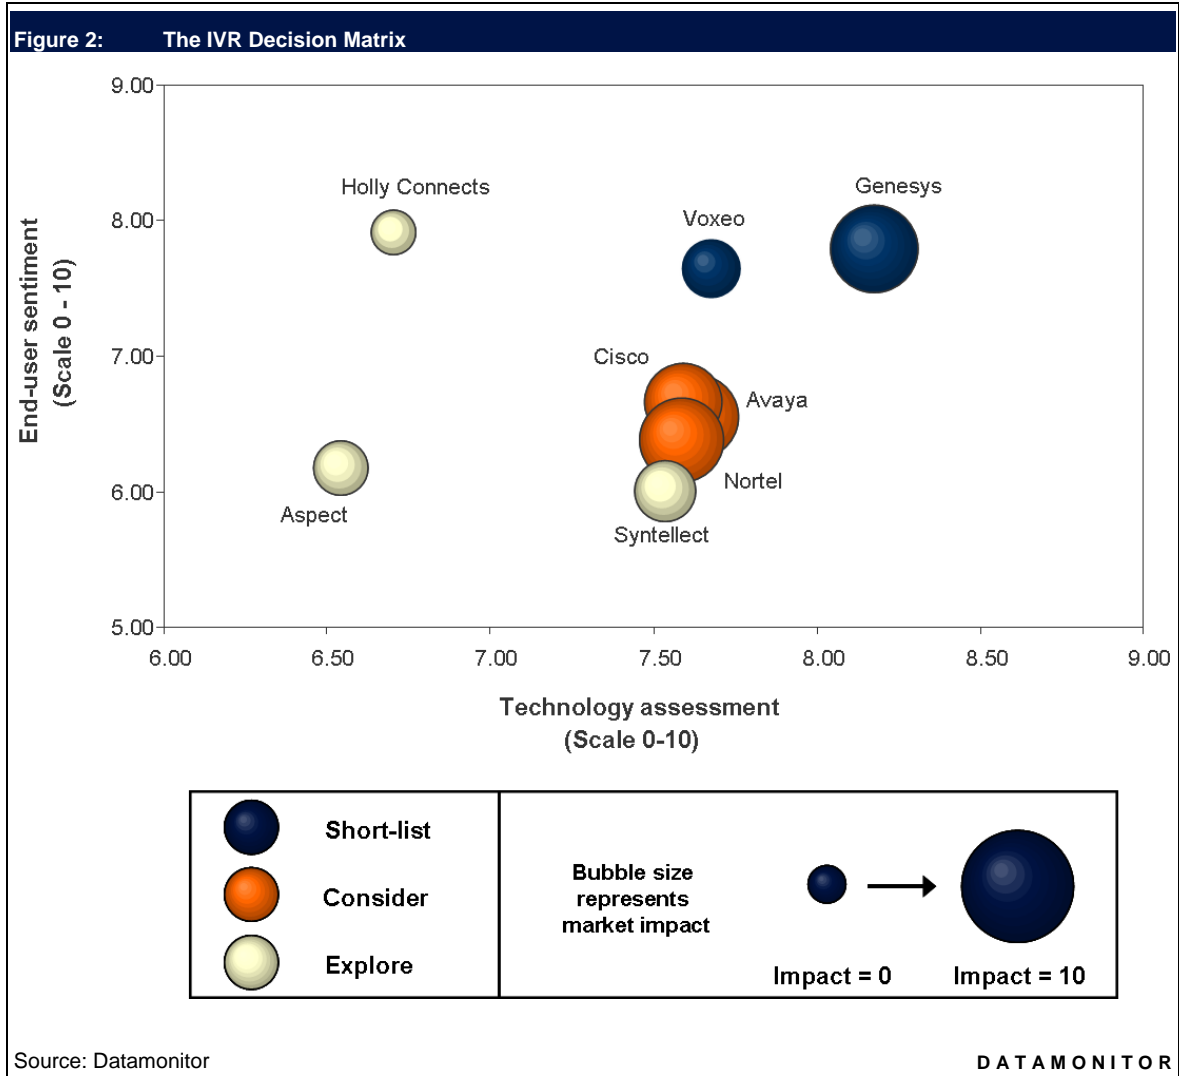 Figure 2: The IVR Decision Matrix
9.00
8.00
7.00
6.00
5.00
End-user sentiment
(Scale 0 - 10)
Holly Connects
Genesys
Voxeo
Cisco
Avaya
Nortel
Aspect
Syntellect
6.00 6.50 7.00 7.50 8.00 8.50 9.00
Technology assessment
(Scale 0-10)
Short-list
Consider
Explore
Bubble size
represents
market impact
Impact = 0 Impact = 10
Source: Datamonitor
DATAMONITOR